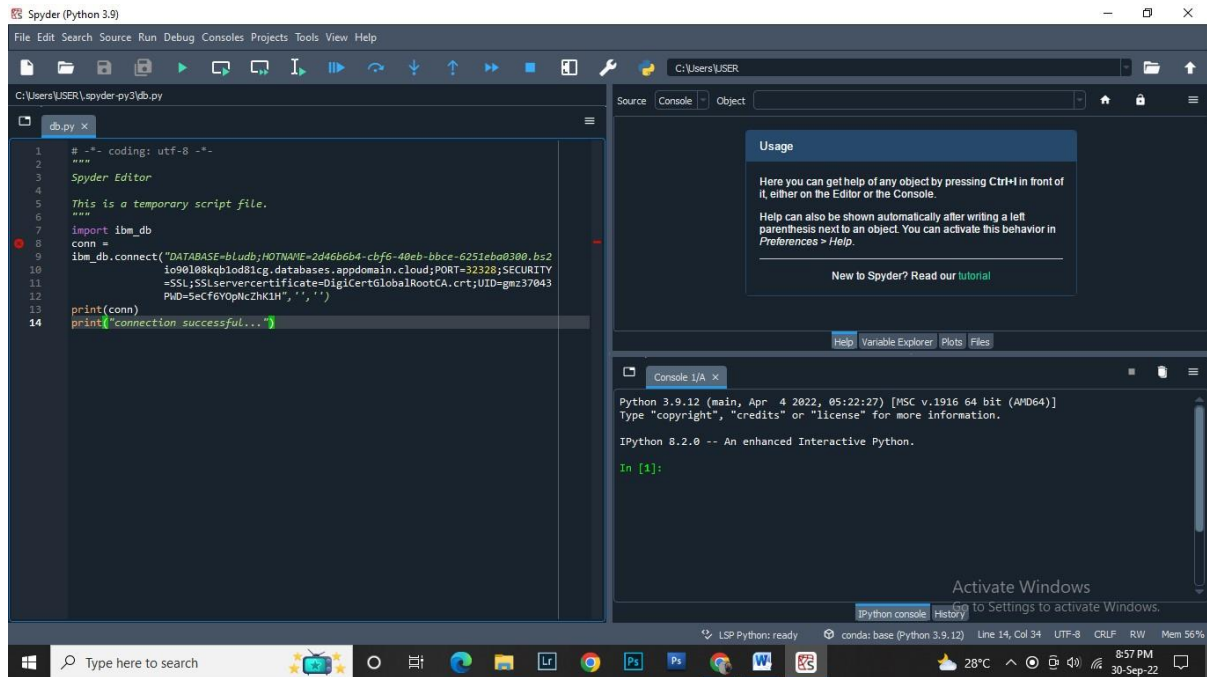 Spyder (Python 3.9)
File Edit Search Source Run Debug Consoles Projects Tools View Help
C:\Users\USER
C:\Users\USER\.spyder-py3\db.py
db.py
1 # -*- coding: utf-8 -*-
2 """
3 Spyder Editor
4
5 This is a temporary script file.
6 """
7 import ibm_db
8 conn =
9 ibm_db.connect("DATABASE=bludb;HOTNAME=2d46b6b4-cbf6-40eb-bbce-6251eba0300.bs2
10 io90l08kqb1od81cg.databases.appdomain.cloud;PORT=32328;SECURITY
11 =SSL;SSLservercertificate=DigiCertGlobalRootCA.crt;UID=gmz37043
12 PWD=5eCf6YOpNcZhK1H",'','')
13 print(conn)
14 print("connection successful...")
Source Console Object
Usage
Here you can get help of any object by pressing Ctrl+I in front of
it, either on the Editor or the Console.
Help can also be shown automatically after writing a left
parenthesis next to an object. You can activate this behavior in
Preferences > Help.
New to Spyder? Read our tutorial
Help Variable Explorer Plots Files
Console 1/A
Python 3.9.12 (main, Apr 4 2022, 05:22:27) [MSC v.1916 64 bit (AMD64)]
Type "copyright", "credits" or "license" for more information.
IPython 8.2.0 -- An enhanced Interactive Python.
In [1]:
Activate Windows
Go to Settings to activate Windows.
IPython console History
LSP Python: ready conda: base (Python 3.9.12) Line 14, Col 34 UTF-8 CRLF RW Mem 56%
Type here to search
Lr
Ps
Ps
W
28°C
8:57 PM
30-Sep-22